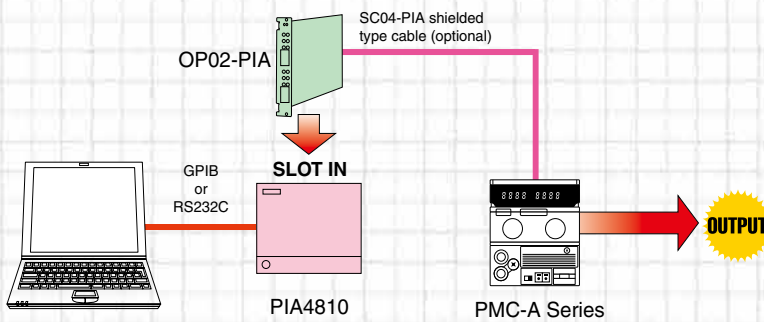 SC04-PIA shielded
type cable (optional)
OP02-PIA
SLOT IN
GPIB
or
RS232C
8888 8888
OUTPUT
PIA4810
PMC-A Series